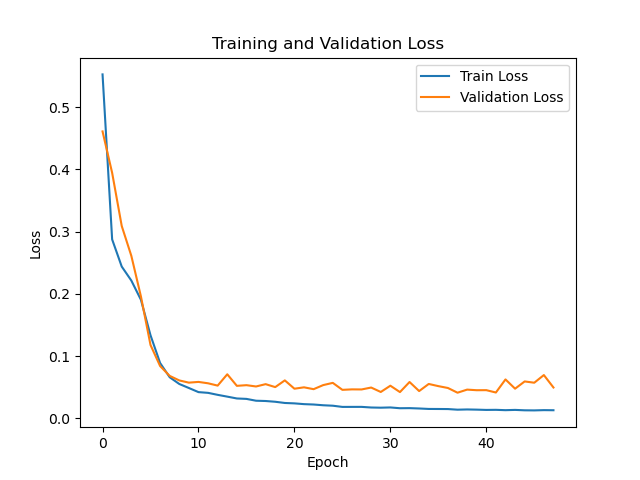 Training and Validation Loss
Train Loss
Validation Loss
Loss
0.5
0.4
0.3
0.2
0.1
0.0
0 10 20 30 40
Epoch